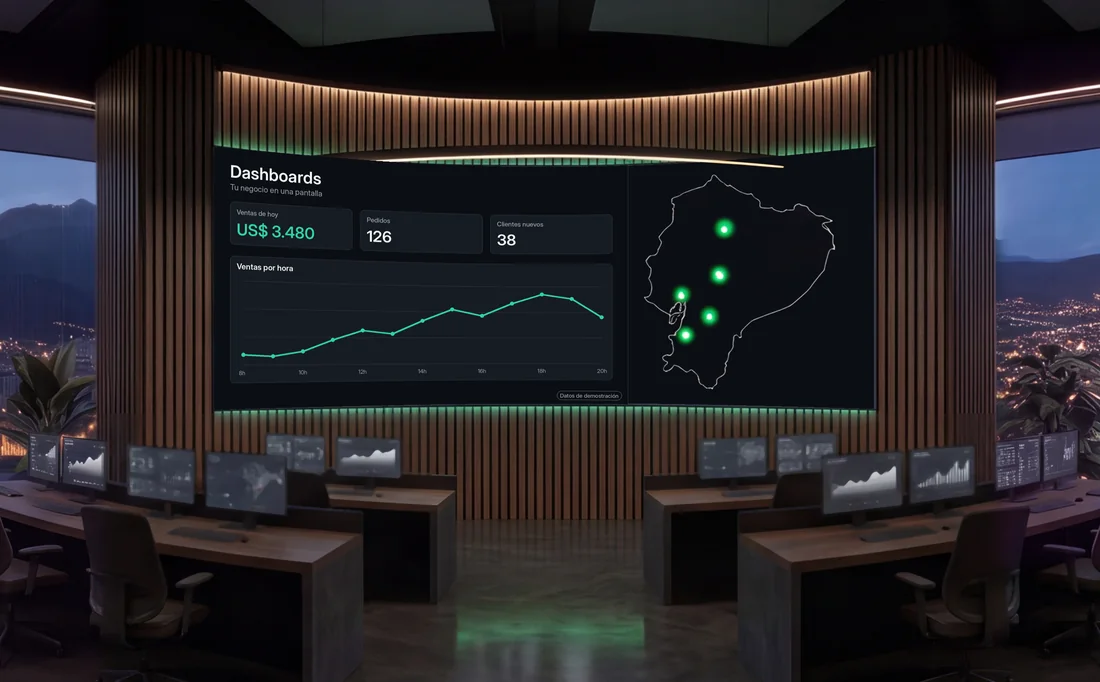 Dashboards
Tu negocio en una pantalla
Ventas de hoy
US$ 3.480
Pedidos
126
Clientes nuevos
38
Ventas por hora
8h 10h 12h 14h 16h 18h 20h
Datos de demostración